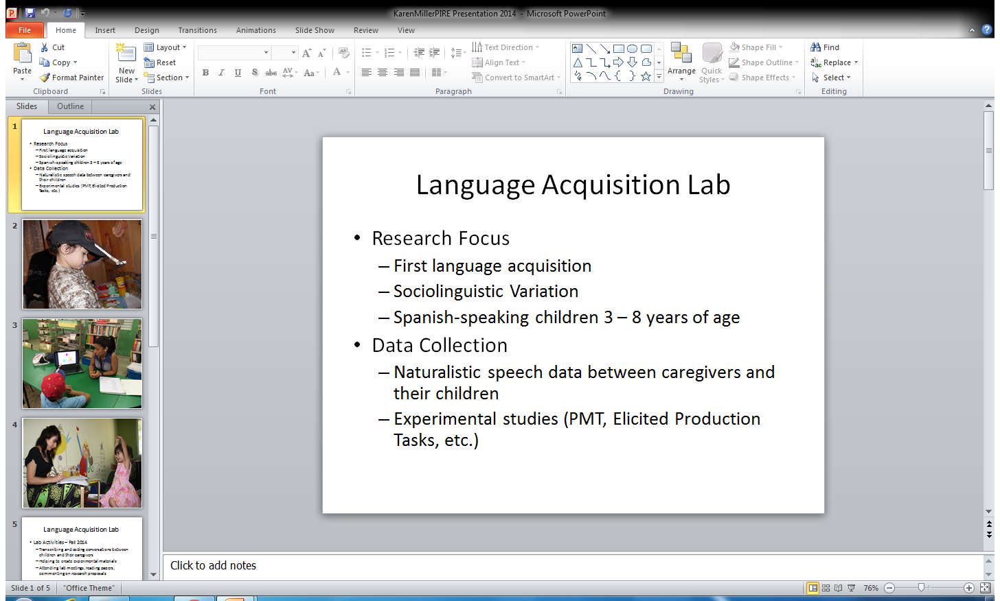 KarenMillerPIRE Presentation 2014 - Microsoft PowerPoint
File Home Insert Design Transitions Animations Slide Show Review View
Paste
Cut
Copy
Format Painter
Clipboard
New Slide
Layout
Reset
Section
Slides
B I U S abc AV Aa A
Font
Text Direction
Align Text
Convert to SmartArt
Paragraph
Arrange
Quick Styles
Shape Fill
Shape Outline
Shape Effects
Drawing
Find
Replace
Select
Editing
Slides Outline
1
Language Acquisition Lab
• Research Focus
– First language acquisition
– Sociolinguistic Variation
– Spanish-speaking children 3 – 8 years of age
• Data Collection
– Naturalistic speech data between caregivers and
their children
– Experimental studies (PMT, Elicited Production
Tasks, etc.)
2
3
4
5
Language Acquisition Lab
• Lab Activities – Fall 2014
– Transcribing and coding conversations between
children and their caregivers
– Helping to create experimental materials
– Attending lab meetings, reading papers,
commenting on research proposals
Language Acquisition Lab
• Research Focus
– First language acquisition
– Sociolinguistic Variation
– Spanish-speaking children 3 – 8 years of age
• Data Collection
– Naturalistic speech data between caregivers and
their children
– Experimental studies (PMT, Elicited Production
Tasks, etc.)
Click to add notes
Slide 1 of 5 "Office Theme" 76%